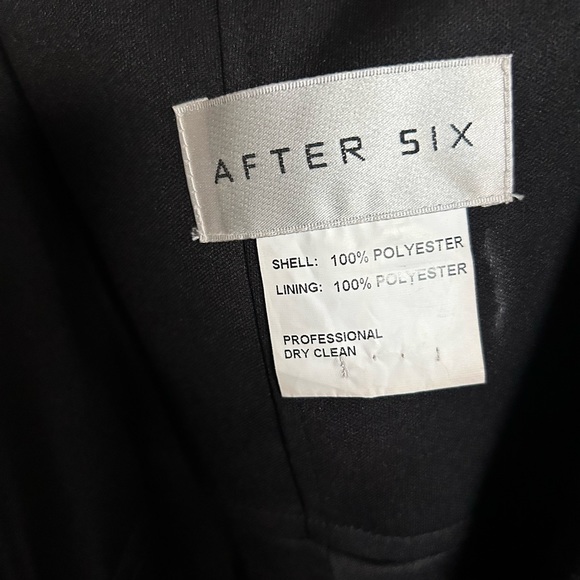 AFTER SIX
SHELL: 100% POLYESTER
LINING: 100% POLYESTER
PROFESSIONAL
DRY CLEAN